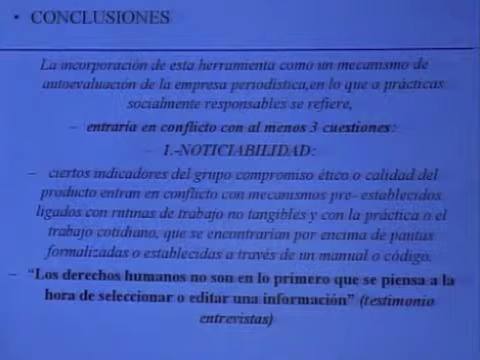 • CONCLUSIONES
La incorporación de esta herramienta como un mecanismo de
autoevaluación de la empresa periodística,en lo que a prácticas
socialmente responsables se refiere,
– entraría en conflicto con al menos 3 cuestiones:
– 1.-NOTICIABILIDAD:
– ciertos indicadores del grupo compromiso ético o calidad del
producto entran en conflicto con mecanismos pre- establecidos
ligados con rutinas de trabajo no tangibles y con la práctica o el
trabajo cotidiano, que se encontrarían por encima de pautas
formalizadas o establecidas a través de un manual o código.
– “Los derechos humanos no son en lo primero que se piensa a la
hora de seleccionar o editar una información” (testimonio
entrevistas)